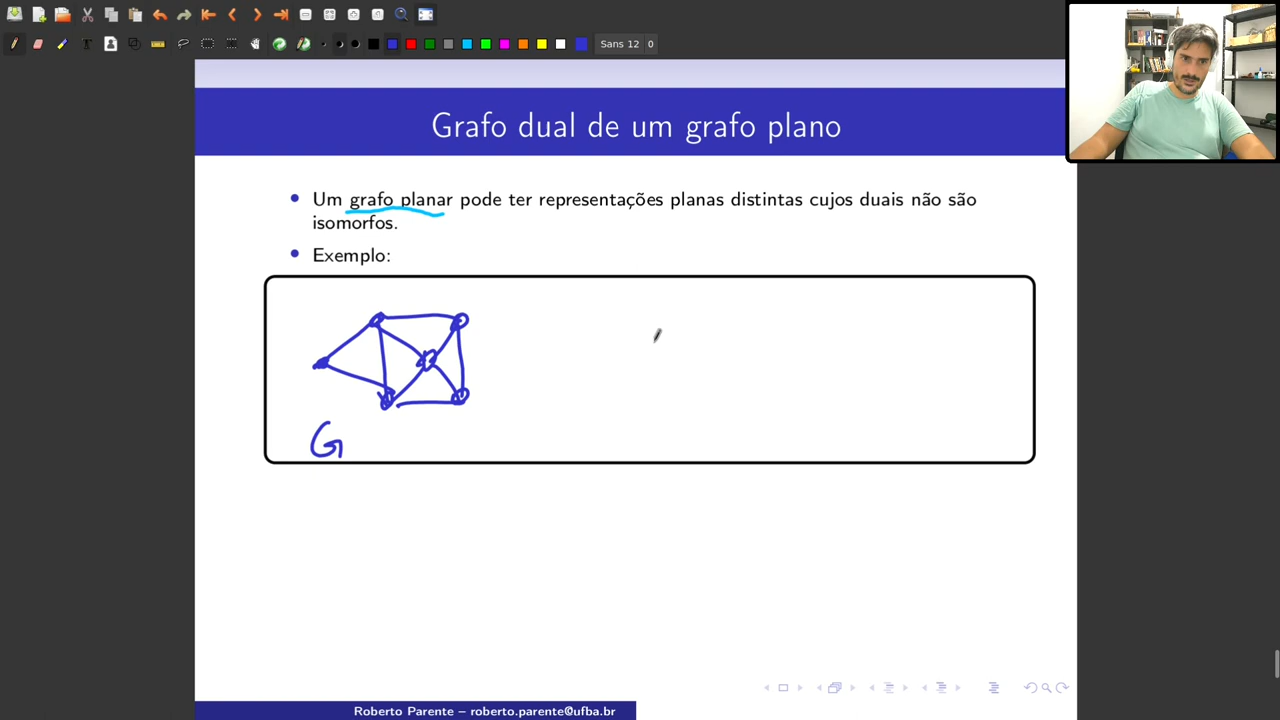 Sans 12 0
Grafo dual de um grafo plano
Um grafo planar pode ter representações planas distintas cujos duais não são
isomorfos.
Exemplo:
G
Roberto Parente – roberto.parente@ufba.br